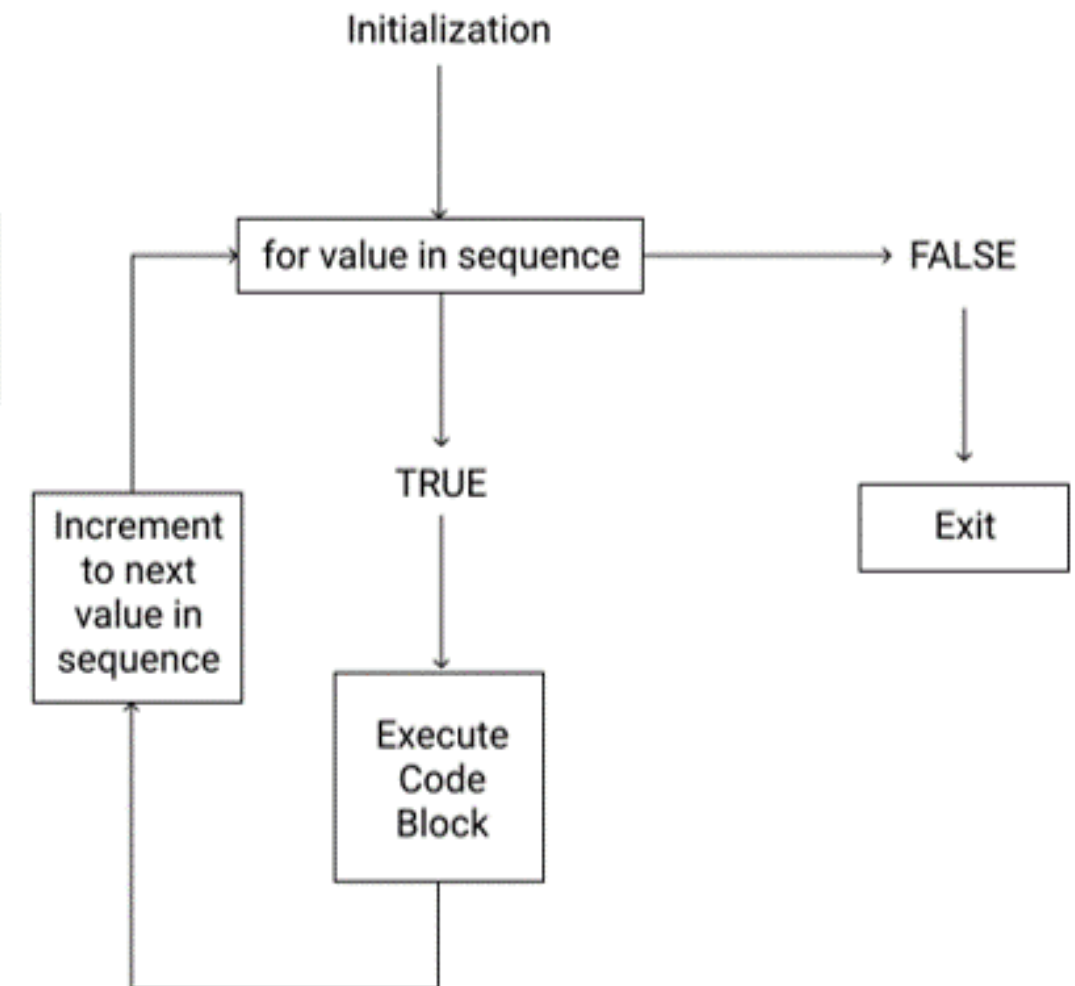 Initialization
for value in sequence
FALSE
TRUE
Increment
to next
value in
sequence
Exit
Execute
Code
Block